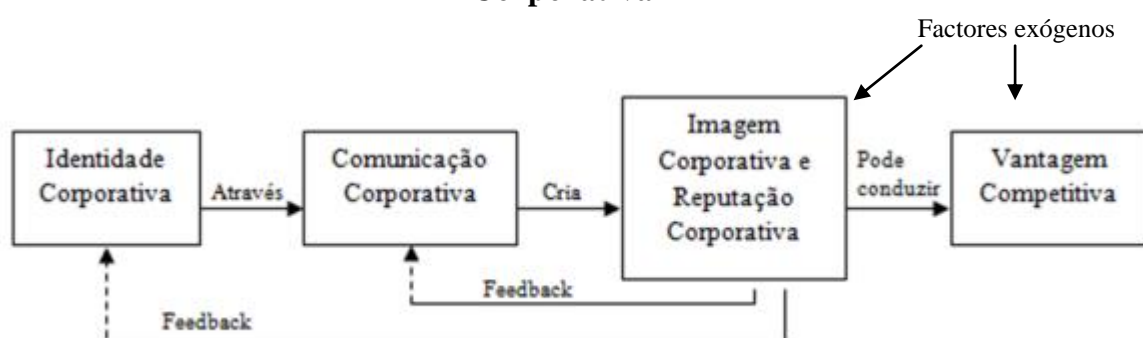 Factores exógenos
Identidade
Corporativa
Através
Comunicação
Corporativa
Cria
Imagem
Corporativa e
Reputação
Corporativa
Pode
conduzir
Vantagem
Competitiva
Feedback
Feedback